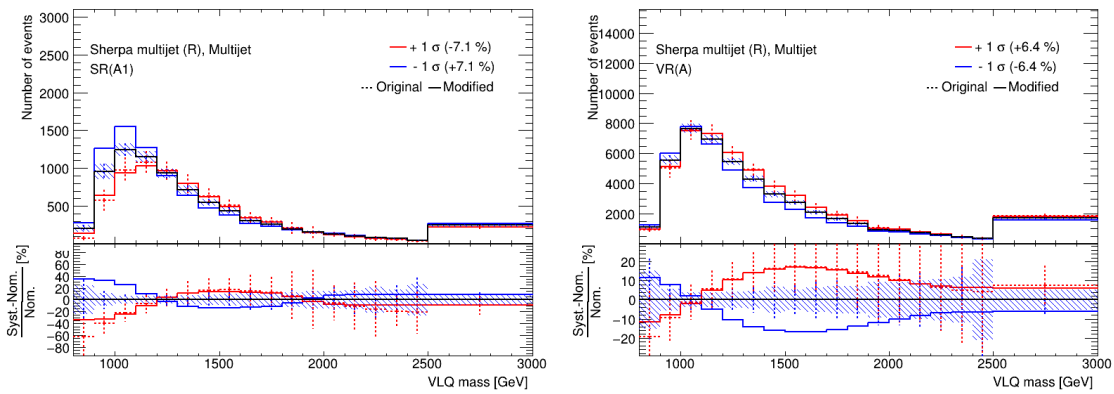 Number of events
3000
2500
2000
1500
1000
500
Sherpa multijet (R), Multijet
SR(A1)
+ 1 σ (-7.1 %)
- 1 σ (+7.1 %)
Original
Modified
Syst.-Nom.
Nom.
[%]
80
60
40
20
0
−20
−40
−60
−80
1000 1500 2000 2500 3000
VLQ mass [GeV]
Number of events
14000
12000
10000
8000
6000
4000
2000
Sherpa multijet (R), Multijet
VR(A)
+ 1 σ (+6.4 %)
- 1 σ (-6.4 %)
Original
Modified
Syst.-Nom.
Nom.
[%]
20
10
0
−10
−20
1000 1500 2000 2500 3000
VLQ mass [GeV]